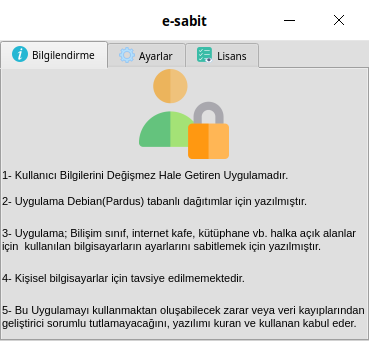 e-sabit
Bilgilendirme
Ayarlar
Lisans
1- Kullanıcı Bilgilerini Değişmez Hale Getiren Uygulamadır.
2- Uygulama Debian(Pardus) tabanlı dağıtımlar için yazılmıştır.
3- Uygulama; Bilişim sınıf, internet kafe, kütüphane vb. halka açık alanlar
için kullanılan bilgisayarların ayarlarını sabitlemek için yazılmıştır.
4- Kişisel bilgisayarlar için tavsiye edilmemektedir.
5- Bu Uygulamayı kullanmaktan oluşabilecek zarar veya veri kayıplarından
geliştirici sorumlu tutlamayacağını, yazılımı kuran ve kullanan kabul eder.